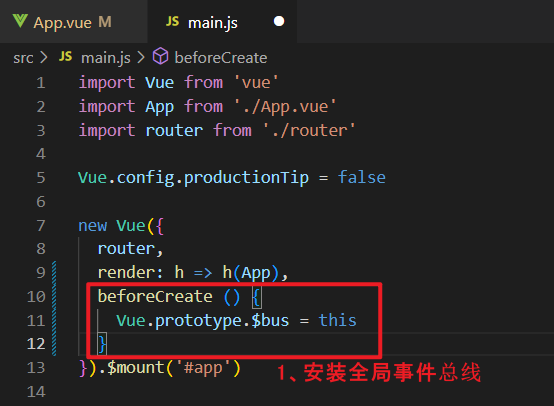 App.vue M
JS main.js
src > JS main.js > beforeCreate
1 import Vue from 'vue'
2 import App from './App.vue'
3 import router from './router'
4
5 Vue.config.productionTip = false
6
7 new Vue({
8 router,
9 render: h => h(App),
10 beforeCreate () {
11 Vue.prototype.$bus = this
12 }
13 }).$mount('#app')
1、安装全局事件总线
14